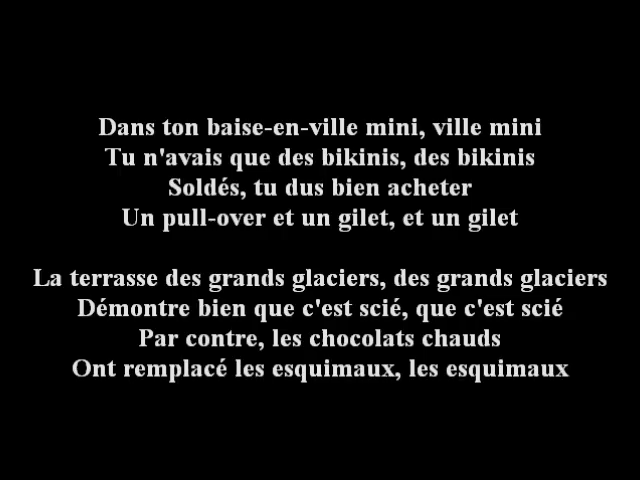 Dans ton baise-en-ville mini, ville mini
Tu n'avais que des bikinis, des bikinis
Soldés, tu dus bien acheter
Un pull-over et un gilet, et un gilet
La terrasse des grands glaciers, des grands glaciers
Démontre bien que c'est scié, que c'est scié
Par contre, les chocolats chauds
Ont remplacé les esquimaux, les esquimaux